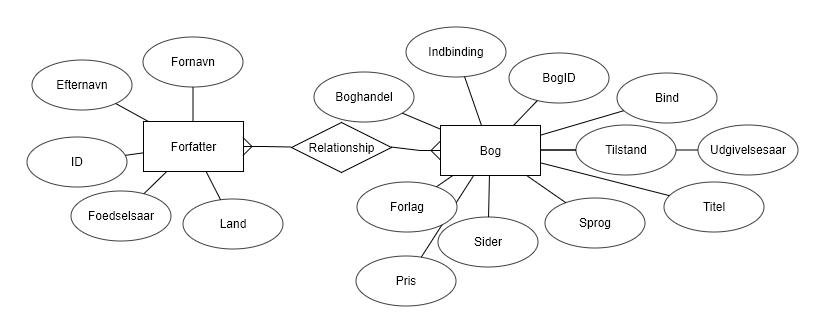 Indbinding
Fornavn
BogID
Efternavn
Boghandel
Bind
Forfatter
Relationship
Bog
Tilstand
Udgivelsesaar
ID
Forlag
Titel
Foedselsaar
Land
Sider
Sprog
Pris